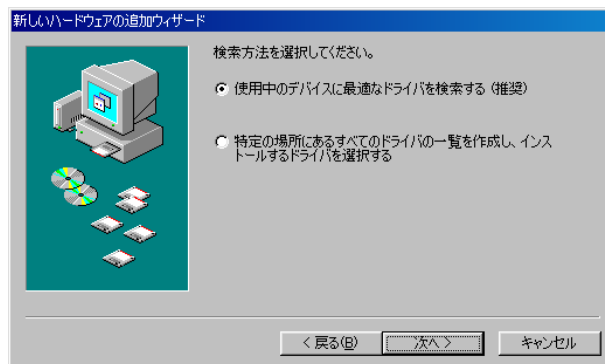 新しいハードウェアの追加ウィザード
検索方法を選択してください。
使用中のデバイスに最適なドライバを検索する (推奨)
特定の場所にあるすべてのドライバの一覧を作成し、インス
トールするドライバを選択する
< 戻る(B)
次へ >
キャンセル